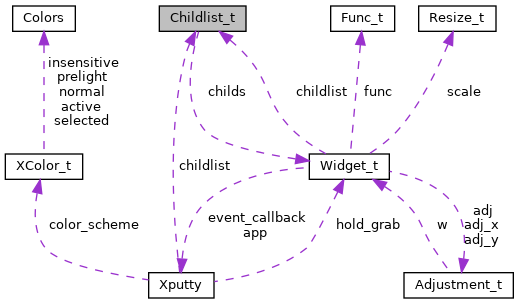 Colors
Childlist_t
Func_t
Resize_t
insensitive
prelight
normal
active
selected
childs
childlist
func
scale
XColor_t
childlist
Widget_t
color_scheme
event_callback
app
hold_grab
w
adj
adj_x
adj_y
Xputty
Adjustment_t